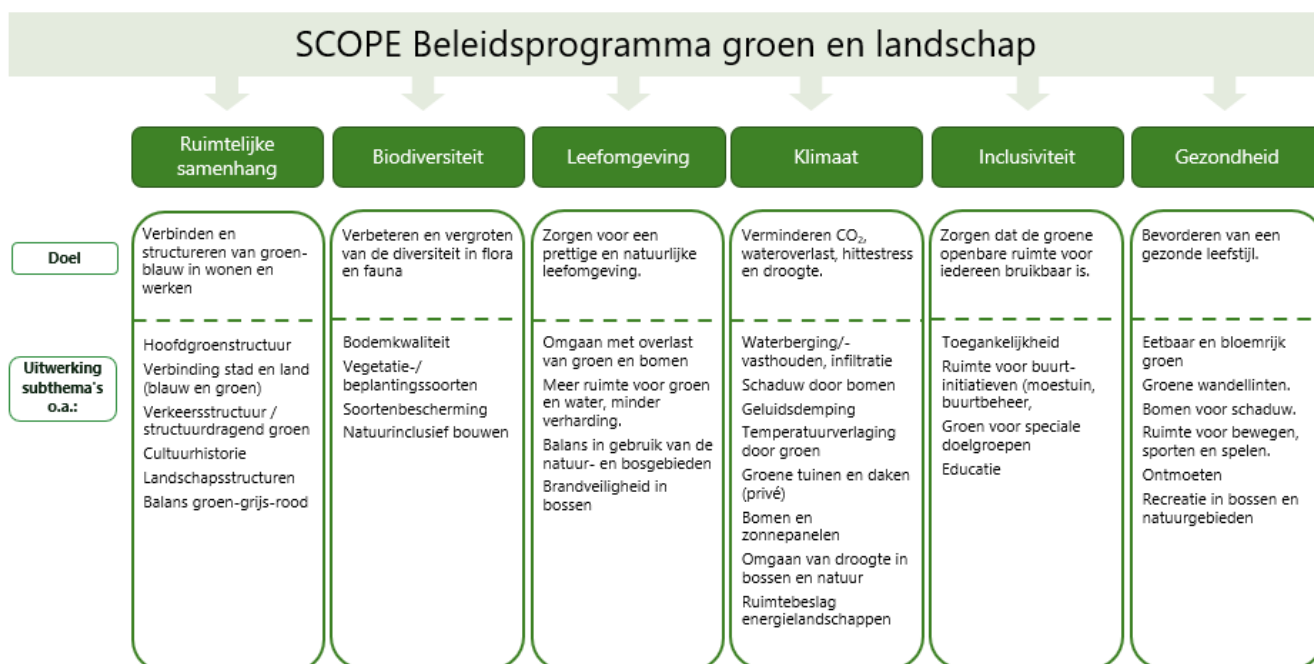 SCOPE Beleidsprogramma groen en landschap
Ruimtelijke
samenhang
Biodiversiteit
Leefomgeving
Klimaat
Inclusiviteit
Gezondheid
Doel
Verbinden en
structureren van groen-
blauw in wonen en
werken
Verbeteren en vergroten
van de diversiteit in flora
en fauna
Zorgen voor een
prettige en natuurlijke
leefomgeving.
Verminderen CO₂,
wateroverlast, hittestress
en droogte.
Zorgen dat de groene
openbare ruimte voor
iedereen bruikbaar is.
Bevorderen van een
gezonde leefstijl.
Uitwerking
subthema's
o.a.:
Hoofdgroenstructuur
Verbinding stad en land
(blauw en groen)
Verkeersstructuur /
structuurdragend groen
Cultuurhistorie
Landschapsstructuren
Balans groen-grijs-rood
Bodemkwaliteit
Vegetatie-/
beplantingssoorten
Soortenbescherming
Natuurinclusief bouwen
Omgaan met overlast
van groen en bomen
Meer ruimte voor groen
en water, minder
verharding.
Balans in gebruik van de
natuur- en bosgebieden
Brandveiligheid in
bossen
Waterberging/-
vasthouden, infiltratie
Schaduw door bomen
Geluidsdemping
Temperatuurverlaging
door groen
Groene tuinen en daken
(privé)
Bomen en
zonnepanelen
Omgaan van droogte in
bossen en natuur
Ruimtebeslag
energielandschappen
Toegankelijkheid
Ruimte voor buurt-
initiatieven (moestuin,
buurtbeheer,
Groen voor speciale
doelgroepen
Educatie
Eetbaar en bloemrijk
groen
Groene wandellinten.
Bomen voor schaduw.
Ruimte voor bewegen,
sporten en spelen.
Ontmoeten
Recreatie in bossen en
natuurgebieden